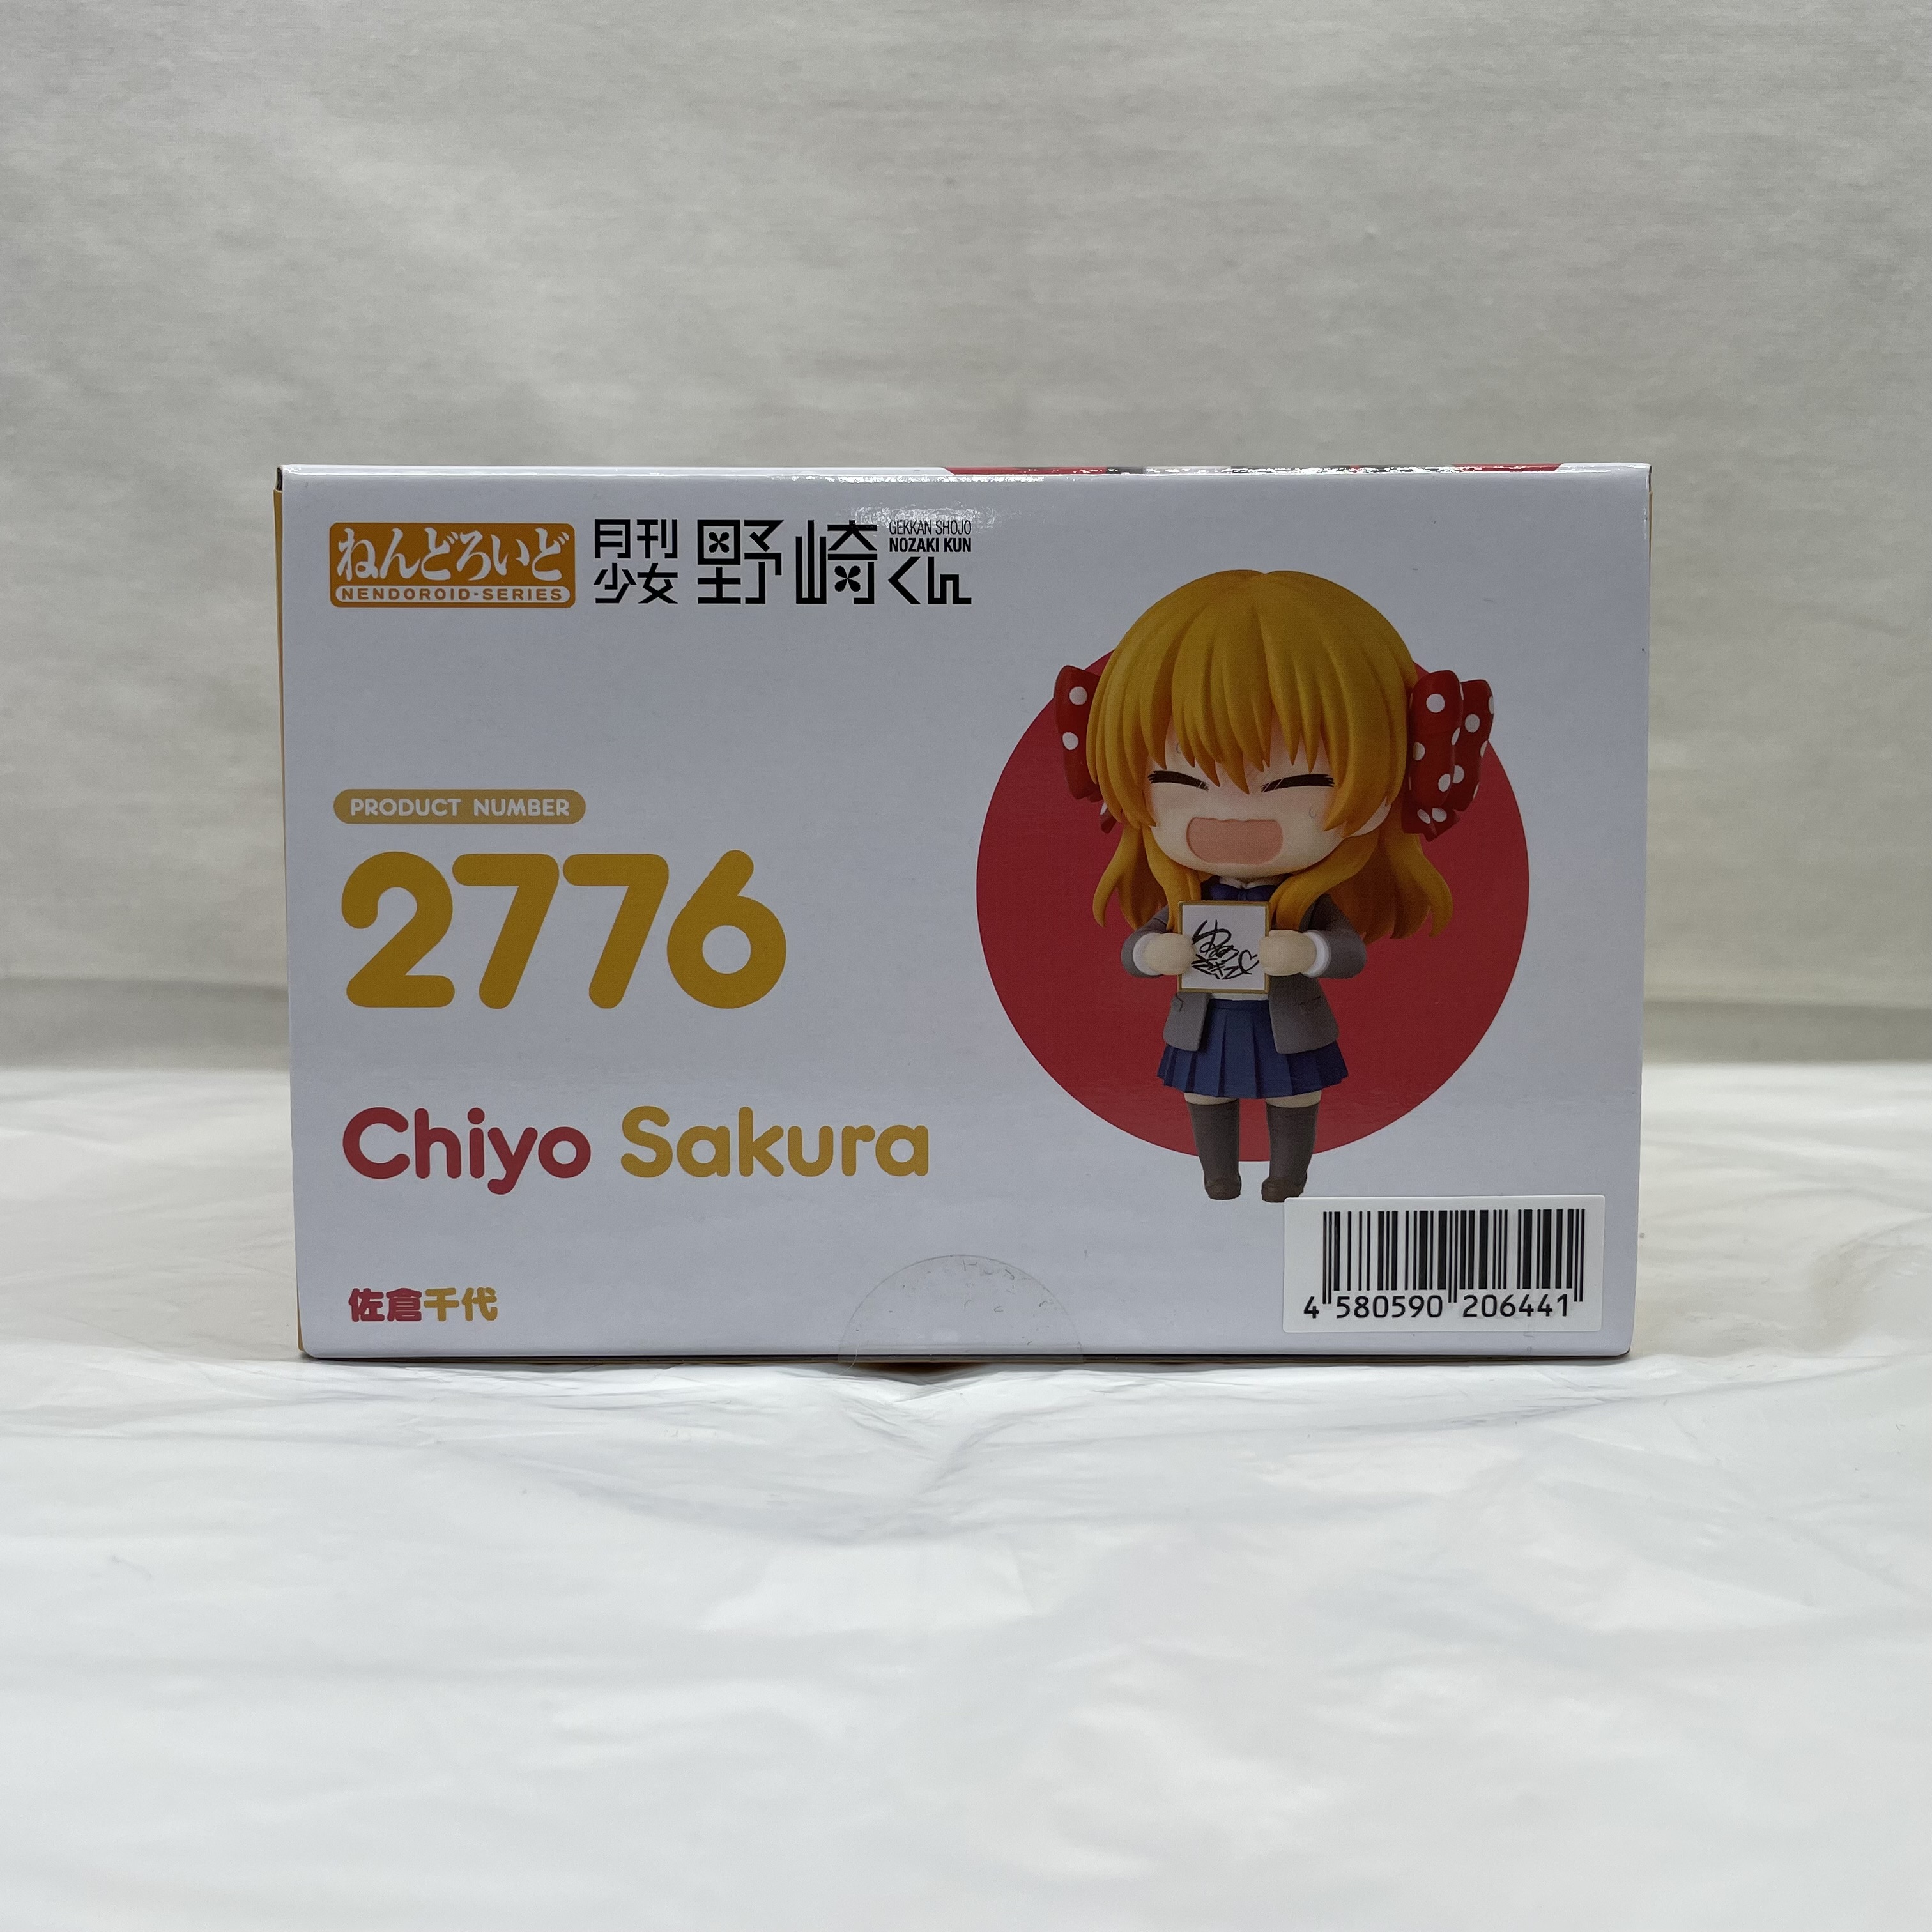 ねんどろいど
NENDOROID-SERIES
月刊少女野崎くん
GEKKAN SHOJO
NOZAKI KUN
PRODUCT NUMBER
2776
Chiyo Sakura
佐倉千代
4 580590 206441